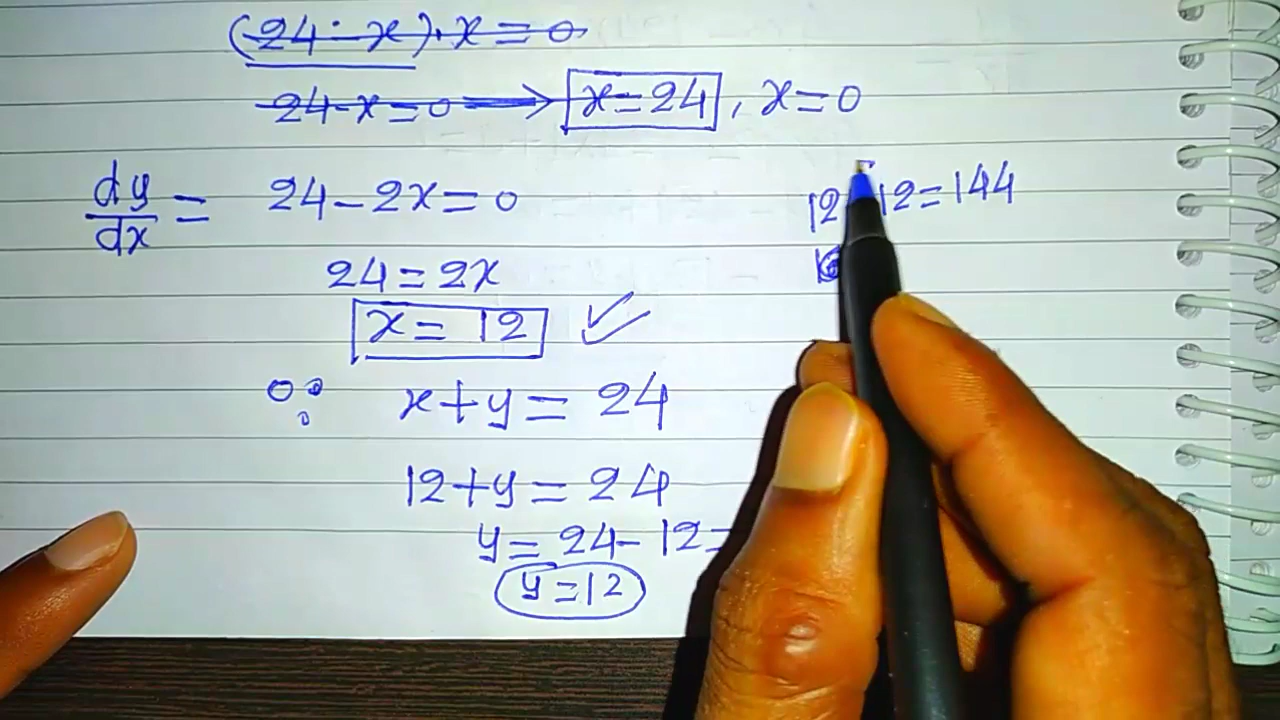 (24-x)·x=0
24-x=0 → x=24, x=0
dy/dx = 24-2x=0
12 12=144
24=2x
x=12 ✓
x+y=24
12+y=24
y=24-12=
y=12